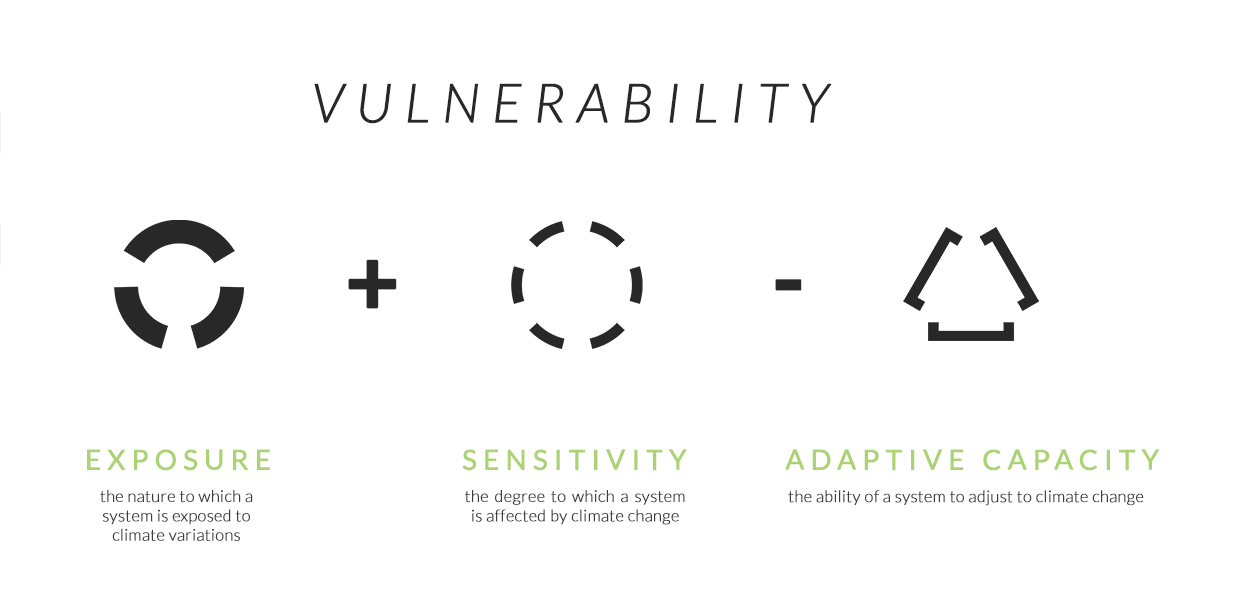 VULNERABILITY
+
-
EXPOSURE
SENSITIVITY
ADAPTIVE CAPACITY
the nature to which a
system is exposed to
climate variations
the degree to which a system
is affected by climate change
the ability of a system to adjust to climate change